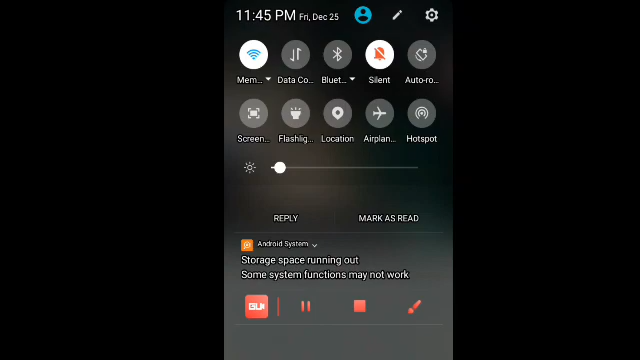 11:45 PM Fri, Dec 25
Mem... Data Co... Bluet... Silent Auto-ro...
Screen... Flashlig... Location Airplan... Hotspot
REPLY MARK AS READ
Android System
Storage space running out
Some system functions may not work
GU